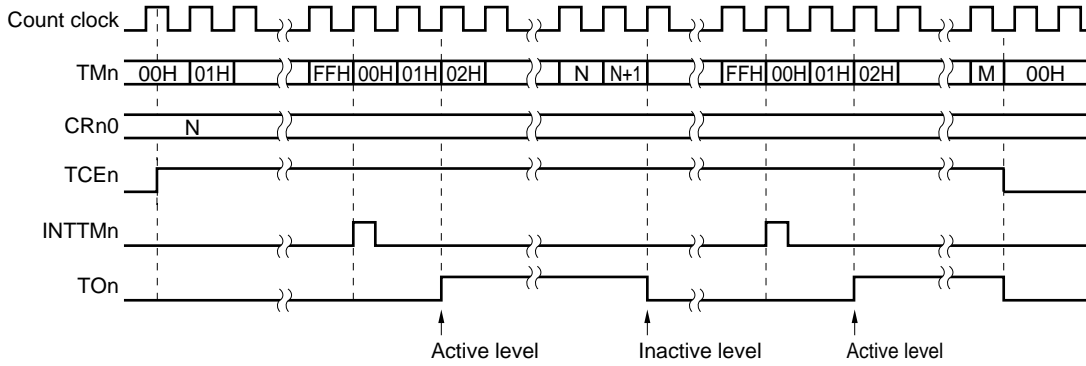 Count clock
TMn 00H 01H FFH 00H 01H 02H N N+1 FFH 00H 01H 02H M 00H
CRn0 N
TCEn
INTTMn
TOn
Active level Inactive level Active level